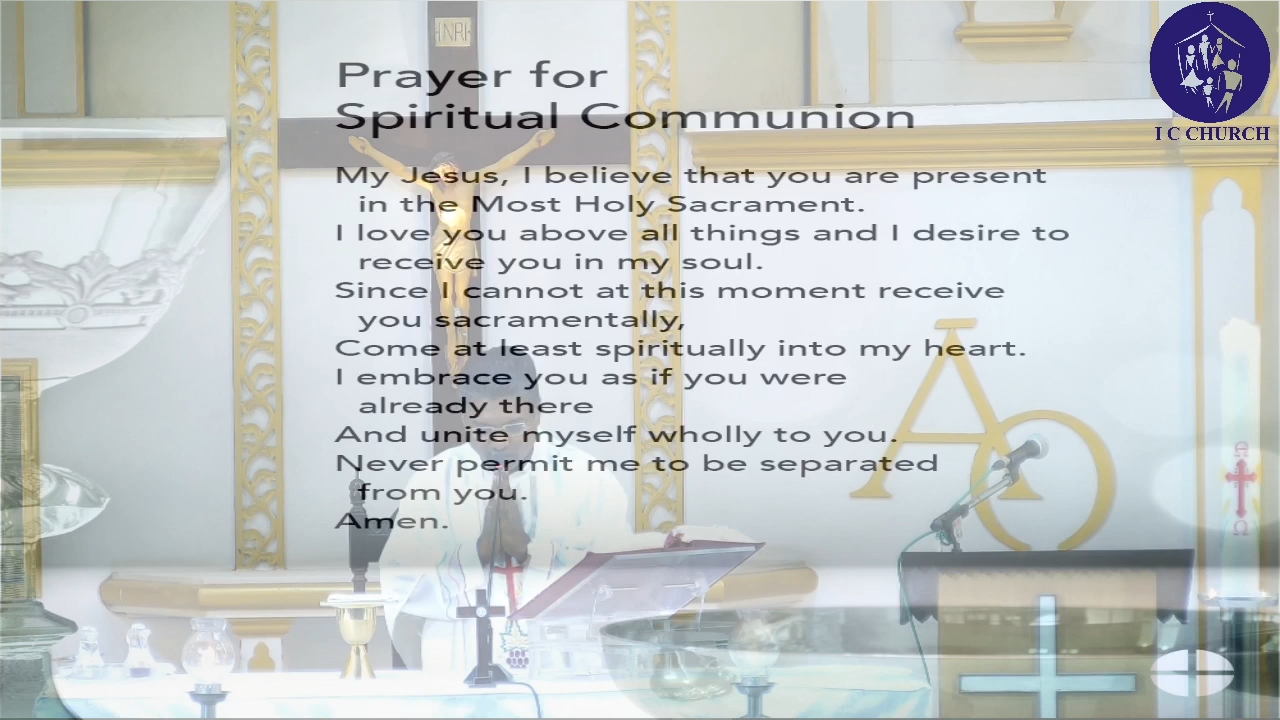 INRI
I C CHURCH
Prayer for
Spiritual Communion
My Jesus, I believe that you are present
in the Most Holy Sacrament.
I love you above all things and I desire to
receive you in my soul.
Since I cannot at this moment receive
you sacramentally,
Come at least spiritually into my heart.
I embrace you as if you were
already there
And unite myself wholly to you.
Never permit me to be separated
from you.
Amen.
Α
Ω